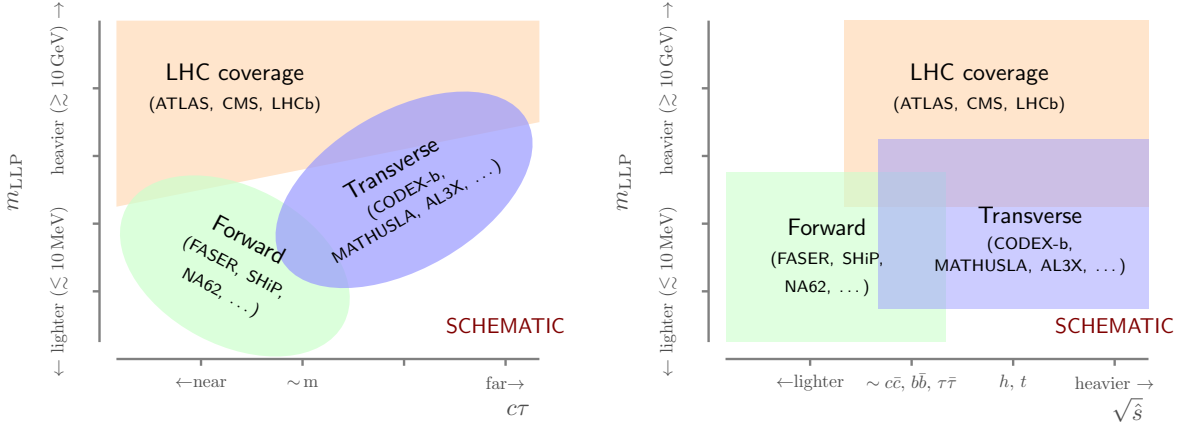 ← lighter (≲ 10 MeV)
heavier (≳ 10 GeV) →
m_LLP
LHC coverage
(ATLAS, CMS, LHCb)
Transverse
(CODEX-b,
MATHUSLA, AL3X, . . .)
Forward
(FASER, SHiP,
NA62, . . .)
SCHEMATIC
←near
∼ m
far→
cτ
← lighter (≲ 10 MeV)
heavier (≳ 10 GeV) →
m_LLP
LHC coverage
(ATLAS, CMS, LHCb)
Forward
(FASER, SHiP,
NA62, . . .)
Transverse
(CODEX-b,
MATHUSLA, AL3X, . . .)
SCHEMATIC
←lighter
∼ cc̄, bb̄, ττ̄
h, t
heavier →
√ŝ